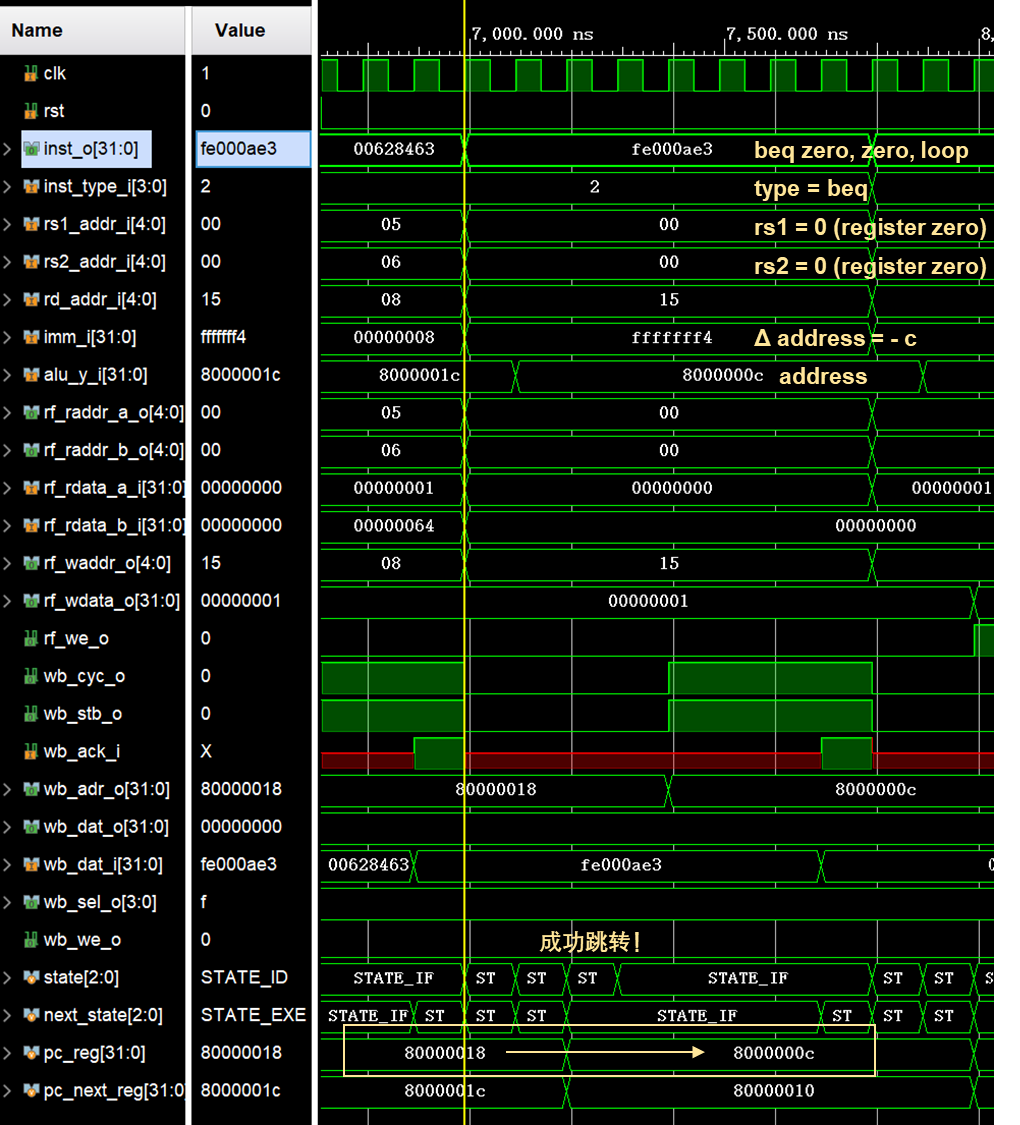 Name Value 7,000.000 ns 7,500.000 ns 8,
clk 1
rst 0
inst_o[31:0] fe000ae3 00628463 fe000ae3 beq zero, zero, loop
inst_type_i[3:0] 2 2 type = beq
rs1_addr_i[4:0] 00 05 00 rs1 = 0 (register zero)
rs2_addr_i[4:0] 00 06 00 rs2 = 0 (register zero)
rd_addr_i[4:0] 15 08 15
imm_i[31:0] fffffff4 00000008 fffffff4 Δ address = - c
alu_y_i[31:0] 8000001c 8000001c 8000000c address
rf_raddr_a_o[4:0] 00 05 00
rf_raddr_b_o[4:0] 00 06 00
rf_rdata_a_i[31:0] 00000000 00000001 00000000 00000001
rf_rdata_b_i[31:0] 00000000 00000064 00000000
rf_waddr_o[4:0] 15 08 15
rf_wdata_o[31:0] 00000001 00000001
rf_we_o 0
wb_cyc_o 0
wb_stb_o 0
wb_ack_i X
wb_adr_o[31:0] 80000018 80000018 8000000c
wb_dat_o[31:0] 00000000
wb_dat_i[31:0] fe000ae3 00628463 fe000ae3 0
wb_sel_o[3:0] f
wb_we_o 0 成功跳转!
state[2:0] STATE_ID STATE_IF ST ST ST STATE_IF ST ST S
next_state[2:0] STATE_EXE STATE_IF ST ST ST STATE_IF ST ST ST
pc_reg[31:0] 80000018 80000018 8000000c
pc_next_reg[31:0] 8000001c 8000001c 80000010